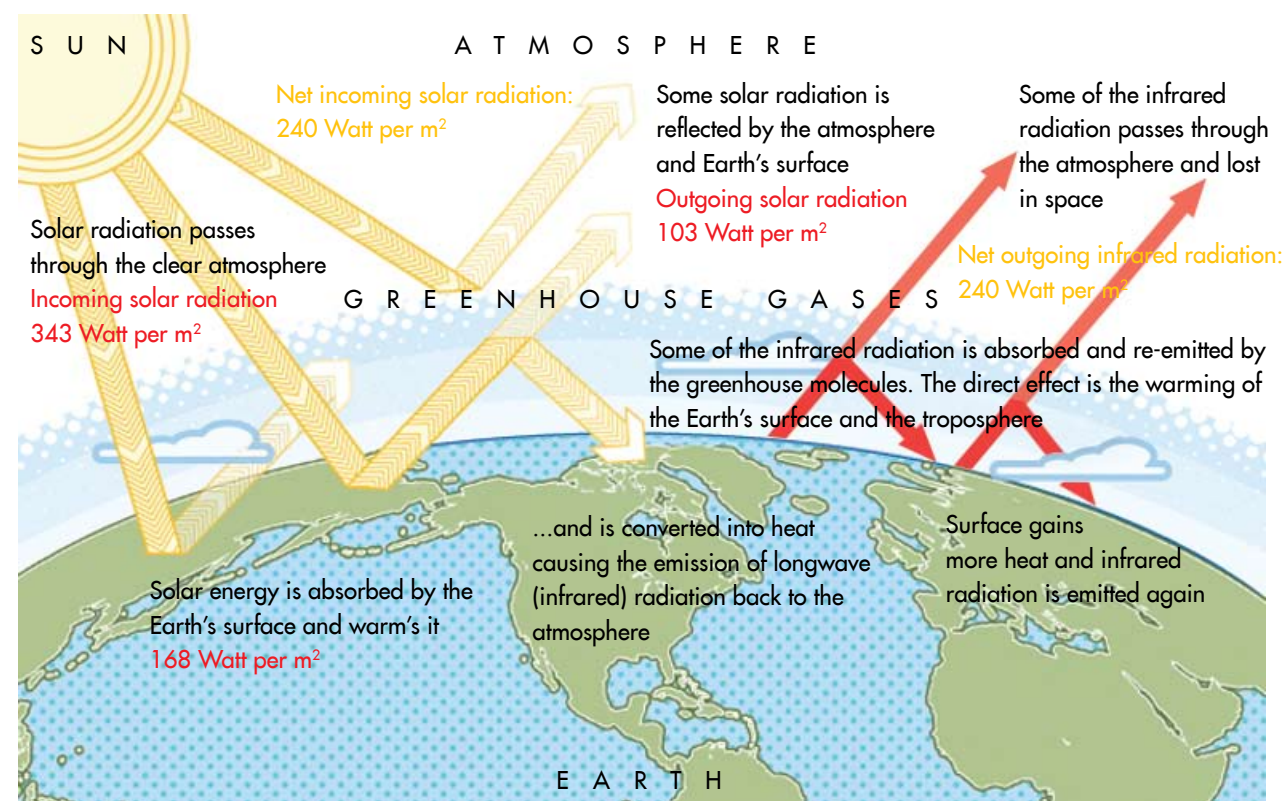 SUN
ATMOSPHERE
Net incoming solar radiation:
240 Watt per m²
Some solar radiation is
reflected by the atmosphere
and Earth's surface
Outgoing solar radiation
103 Watt per m²
Some of the infrared
radiation passes through
the atmosphere and lost
in space
Net outgoing infrared radiation:
240 Watt per m²
Solar radiation passes
through the clear atmosphere
Incoming solar radiation
343 Watt per m²
GREENHOUSE GASES
Some of the infrared radiation is absorbed and re-emitted by
the greenhouse molecules. The direct effect is the warming of
the Earth's surface and the troposphere
Solar energy is absorbed by the
Earth's surface and warm's it
168 Watt per m²
...and is converted into heat
causing the emission of longwave
(infrared) radiation back to the
atmosphere
Surface gains
more heat and infrared
radiation is emitted again
EARTH